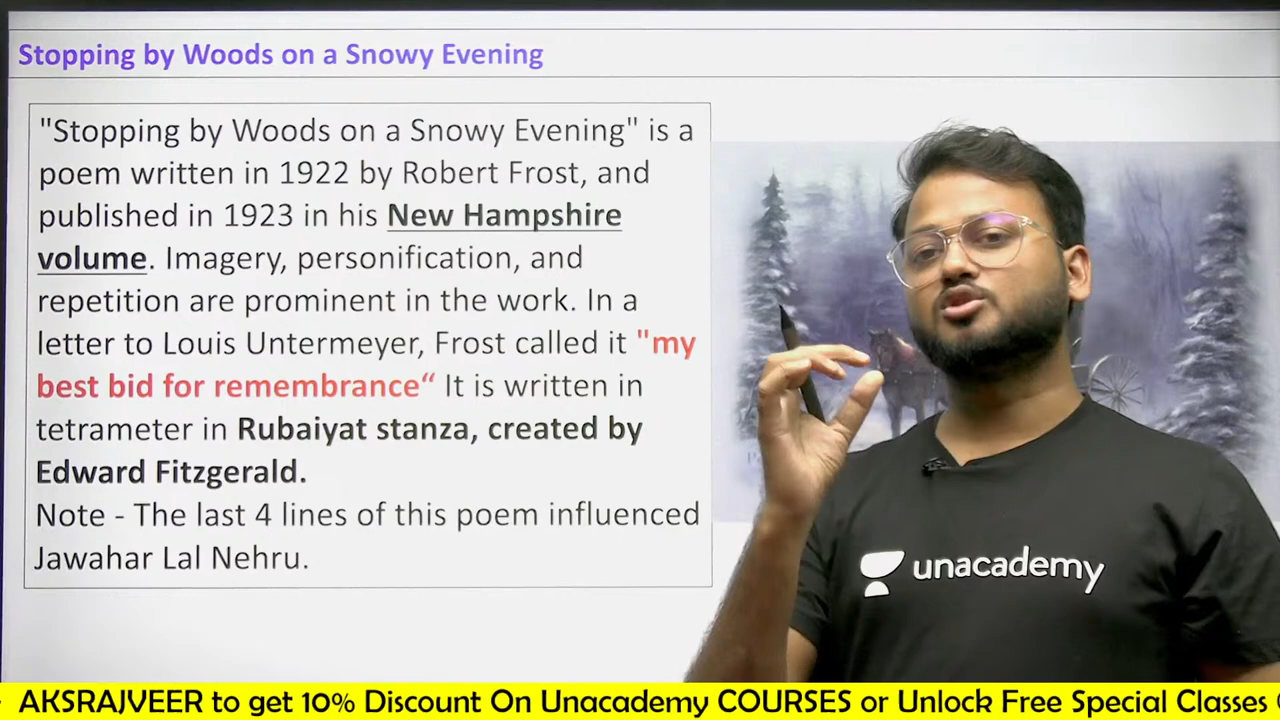 Stopping by Woods on a Snowy Evening
"Stopping by Woods on a Snowy Evening" is a
poem written in 1922 by Robert Frost, and
published in 1923 in his New Hampshire
volume. Imagery, personification, and
repetition are prominent in the work. In a
letter to Louis Untermeyer, Frost called it "my
best bid for remembrance“ It is written in
tetrameter in Rubaiyat stanza, created by
Edward Fitzgerald.
Note - The last 4 lines of this poem influenced
Jawahar Lal Nehru.
unacademy
AKSRAJVEER to get 10% Discount On Unacademy COURSES or Unlock Free Special Classes